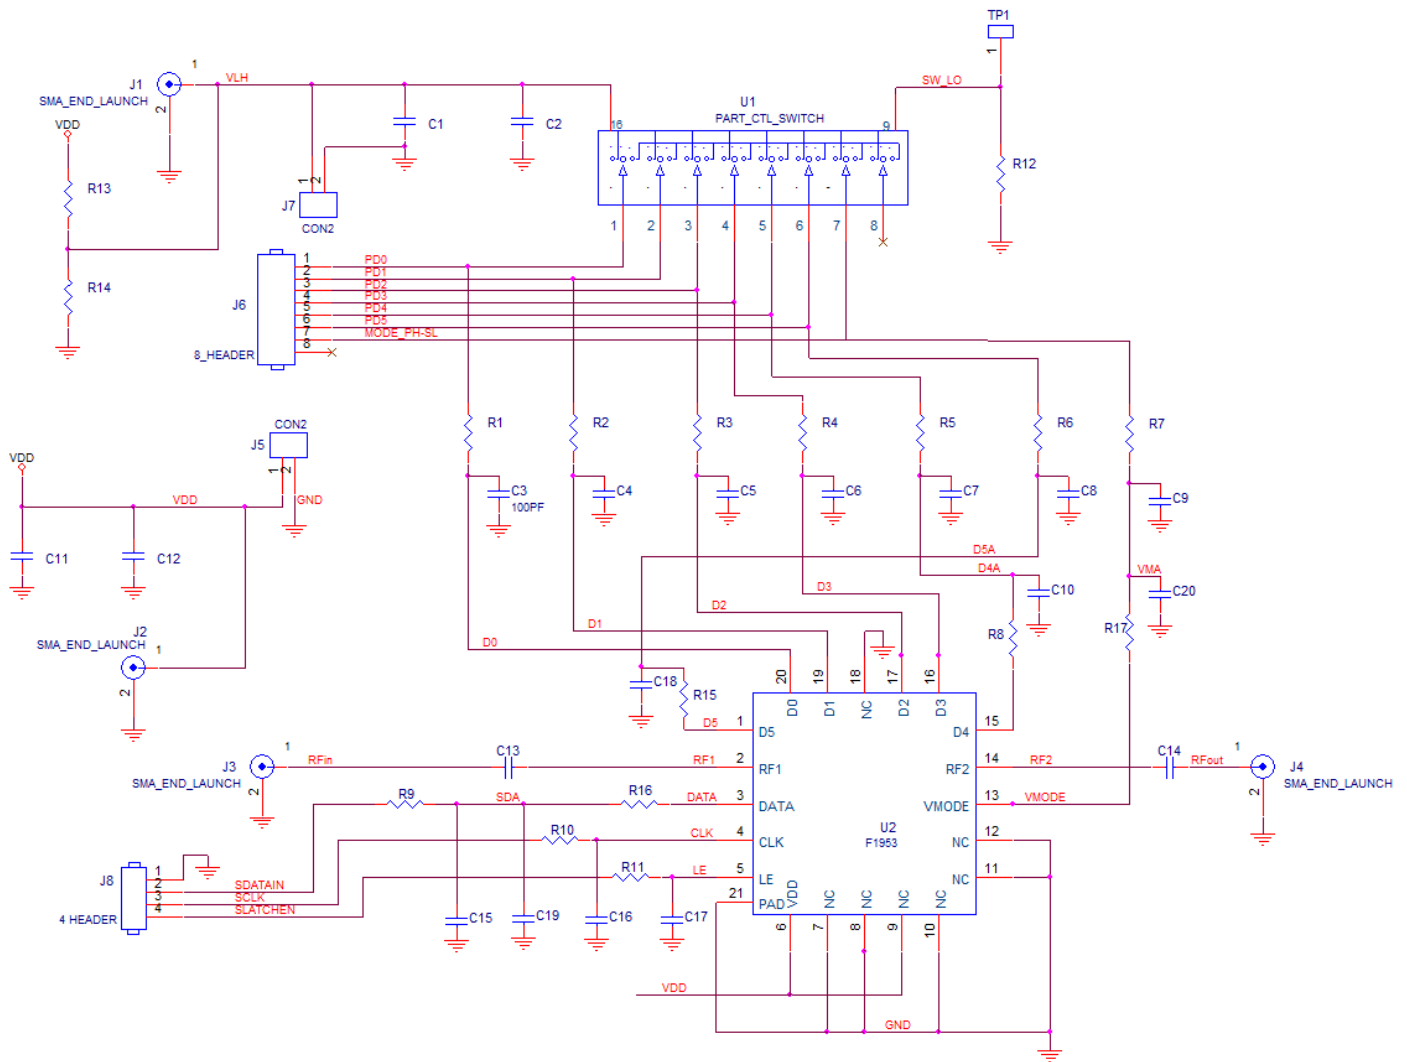 TP1
1
J1
1
VLH
SMA_END_LAUNCH
2
SW_LO
U1
PART_CTL_SWITCH
16
9
C1
C2
VDD
R13
R12
1
2
J7
CON2
1
2
3
4
5
6
7
8
R14
J6
1
2
3
4
5
6
7
8
PD0
PD1
PD2
PD3
PD4
PD5
MODE_PH-SL
8_HEADER
R1
R2
R3
R4
R5
R6
R7
CON2
J5
1
2
VDD
VDD
GND
C3
100PF
C4
C5
C6
C7
C8
C9
C11
C12
D5A
D4A
VMA
C10
C20
D3
D2
D1
D0
R8
R17
J2
SMA_END_LAUNCH
1
2
C18
R15
20
19
18
17
16
D0
D1
NC
D2
D3
D5
1
D5
D4
15
J3
1
SMA_END_LAUNCH
2
RFin
C13
RF1
2
RF1
RF2
14
RF2
C14
RFout
1
J4
SMA_END_LAUNCH
2
R9
SDA
R16
DATA
3
DATA
VMODE
13
VMODE
R10
CLK
4
CLK
U2
F1953
NC
12
R11
LE
5
LE
NC
11
21
PAD
J8
1
2
3
4
SDATAIN
SCLK
SLATCHEN
4 HEADER
C15
C19
C16
C17
VDD
NC
NC
NC
NC
6
7
8
9
10
VDD
GND